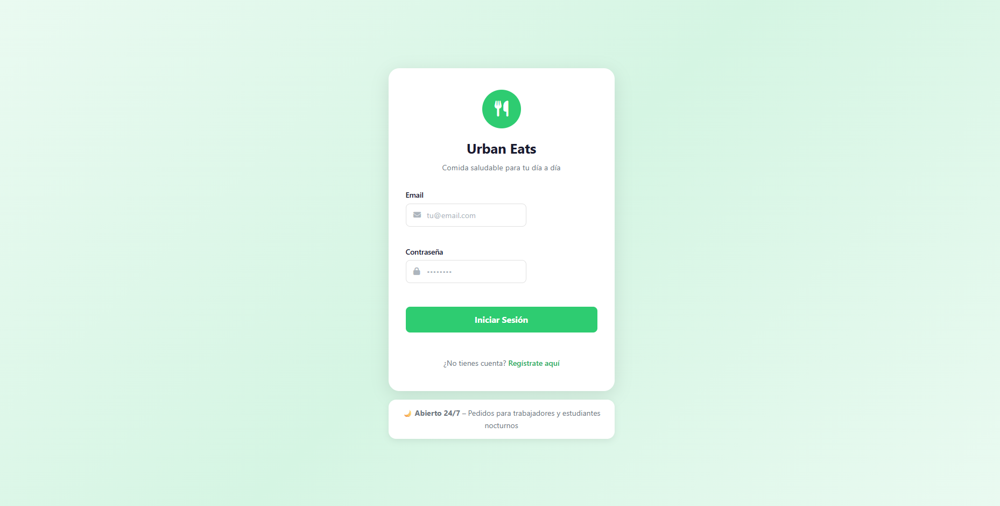 Urban Eats
Comida saludable para tu día a día
Email
tu@email.com
Contraseña
••••••••
Iniciar Sesión
¿No tienes cuenta? Regístrate aquí
🌙 Abierto 24/7 – Pedidos para trabajadores y estudiantes
nocturnos